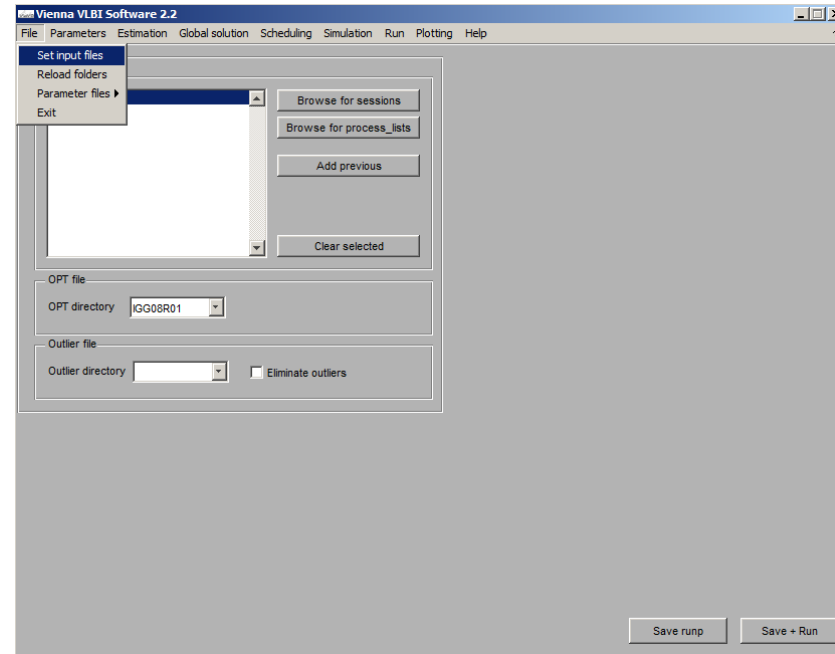 Vienna VLBI Software 2.2
File Parameters Estimation Global solution Scheduling Simulation Run Plotting Help
Set input files
Reload folders
Parameter files
Exit
Browse for sessions
Browse for process_lists
Add previous
Clear selected
OPT file
OPT directory IGG08R01
Outlier file
Outlier directory Eliminate outliers
Save runp Save + Run